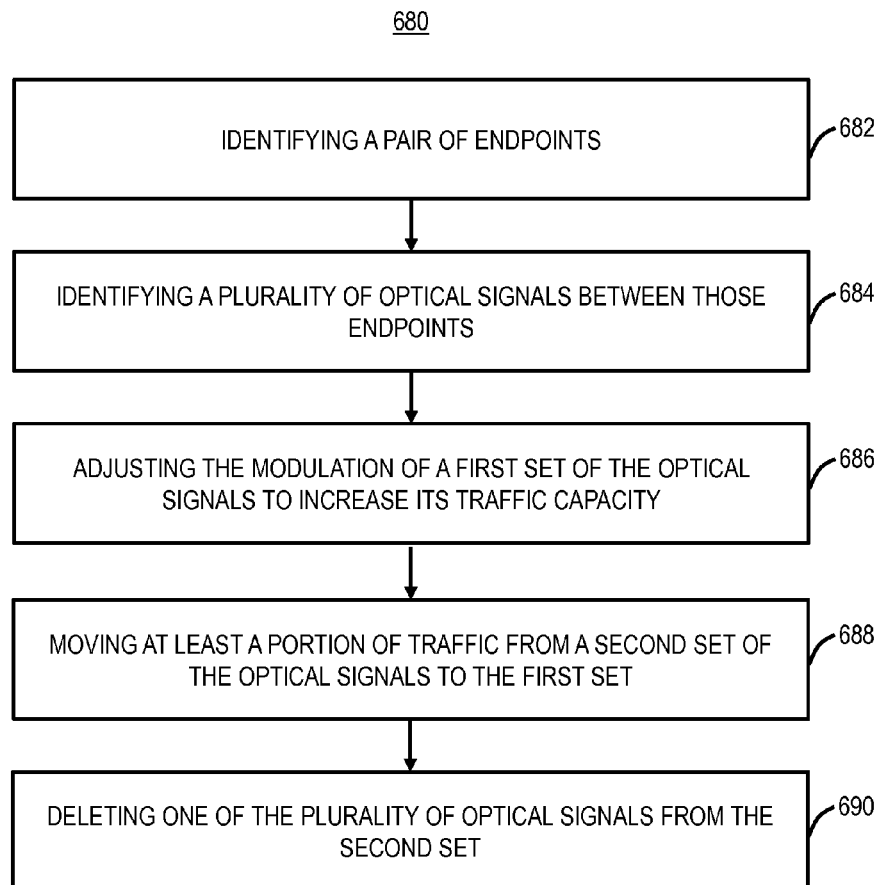 680
IDENTIFYING A PAIR OF ENDPOINTS
682
IDENTIFYING A PLURALITY OF OPTICAL SIGNALS BETWEEN THOSE
ENDPOINTS
684
ADJUSTING THE MODULATION OF A FIRST SET OF THE OPTICAL
SIGNALS TO INCREASE ITS TRAFFIC CAPACITY
686
MOVING AT LEAST A PORTION OF TRAFFIC FROM A SECOND SET OF
THE OPTICAL SIGNALS TO THE FIRST SET
688
DELETING ONE OF THE PLURALITY OF OPTICAL SIGNALS FROM THE
SECOND SET
690